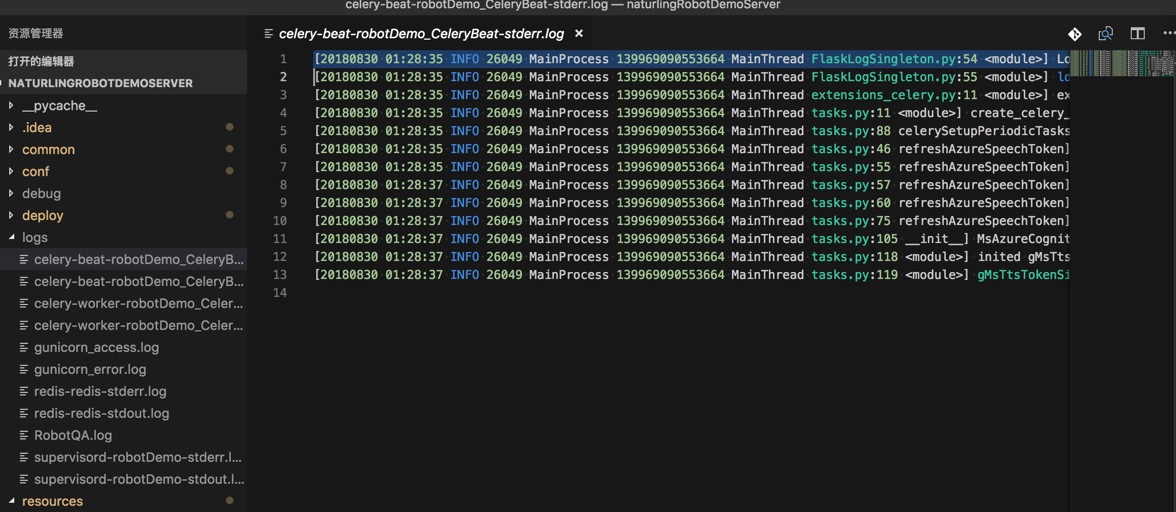 celery-beat-robotDemo_CeleryBeat-stderr.log — naturlingRobotDemoServer
资源管理器
打开的编辑器
NATURLINGROBOTDEMOSERVER
__pycache__
.idea
common
conf
debug
deploy
logs
celery-beat-robotDemo_CeleryB...
celery-beat-robotDemo_CeleryB...
celery-worker-robotDemo_Celer...
celery-worker-robotDemo_Celer...
gunicorn_access.log
gunicorn_error.log
redis-redis-stderr.log
redis-redis-stdout.log
RobotQA.log
supervisord-robotDemo-stderr.l...
supervisord-robotDemo-stdout.l...
resources
celery-beat-robotDemo_CeleryBeat-stderr.log
1 [20180830 01:28:35 INFO 26049 MainProcess 139969090553664 MainThread FlaskLogSingleton.py:54 <module>] Lo
2 [20180830 01:28:35 INFO 26049 MainProcess 139969090553664 MainThread FlaskLogSingleton.py:55 <module>] lo
3 [20180830 01:28:35 INFO 26049 MainProcess 139969090553664 MainThread extensions_celery.py:11 <module>] ex
4 [20180830 01:28:35 INFO 26049 MainProcess 139969090553664 MainThread tasks.py:11 <module>] create_celery_
5 [20180830 01:28:35 INFO 26049 MainProcess 139969090553664 MainThread tasks.py:88 celerySetupPeriodicTasks
6 [20180830 01:28:35 INFO 26049 MainProcess 139969090553664 MainThread tasks.py:46 refreshAzureSpeechToken]
7 [20180830 01:28:35 INFO 26049 MainProcess 139969090553664 MainThread tasks.py:55 refreshAzureSpeechToken]
8 [20180830 01:28:37 INFO 26049 MainProcess 139969090553664 MainThread tasks.py:57 refreshAzureSpeechToken]
9 [20180830 01:28:37 INFO 26049 MainProcess 139969090553664 MainThread tasks.py:60 refreshAzureSpeechToken]
10 [20180830 01:28:37 INFO 26049 MainProcess 139969090553664 MainThread tasks.py:75 refreshAzureSpeechToken]
11 [20180830 01:28:37 INFO 26049 MainProcess 139969090553664 MainThread tasks.py:105 __init__] MsAzureCognit
12 [20180830 01:28:37 INFO 26049 MainProcess 139969090553664 MainThread tasks.py:118 <module>] inited gMsTts
13 [20180830 01:28:37 INFO 26049 MainProcess 139969090553664 MainThread tasks.py:119 <module>] gMsTtsTokenSi
14